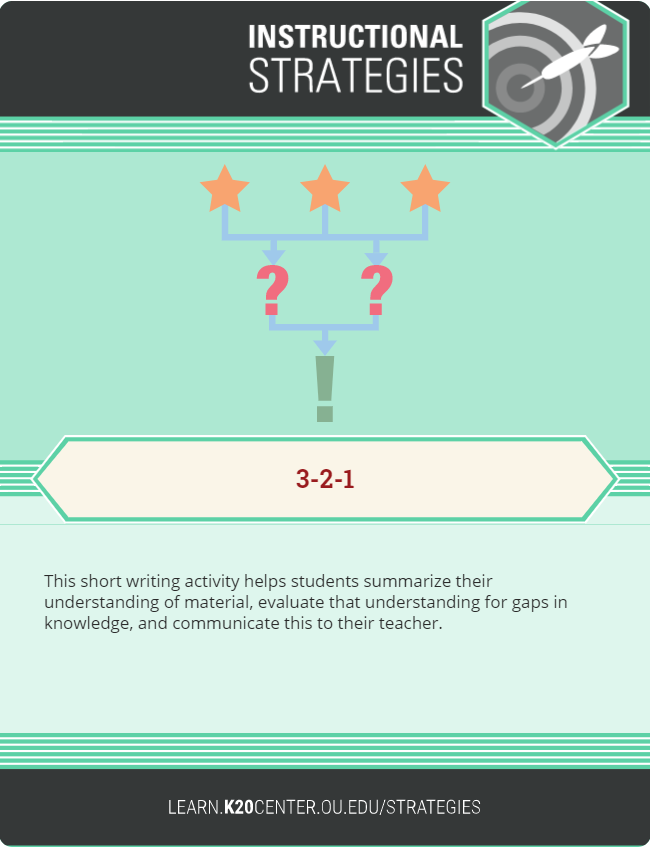 INSTRUCTIONAL
STRATEGIES
? ?
!
3-2-1
This short writing activity helps students summarize their
understanding of material, evaluate that understanding for gaps in
knowledge, and communicate this to their teacher.
LEARN.K20CENTER.OU.EDU/STRATEGIES